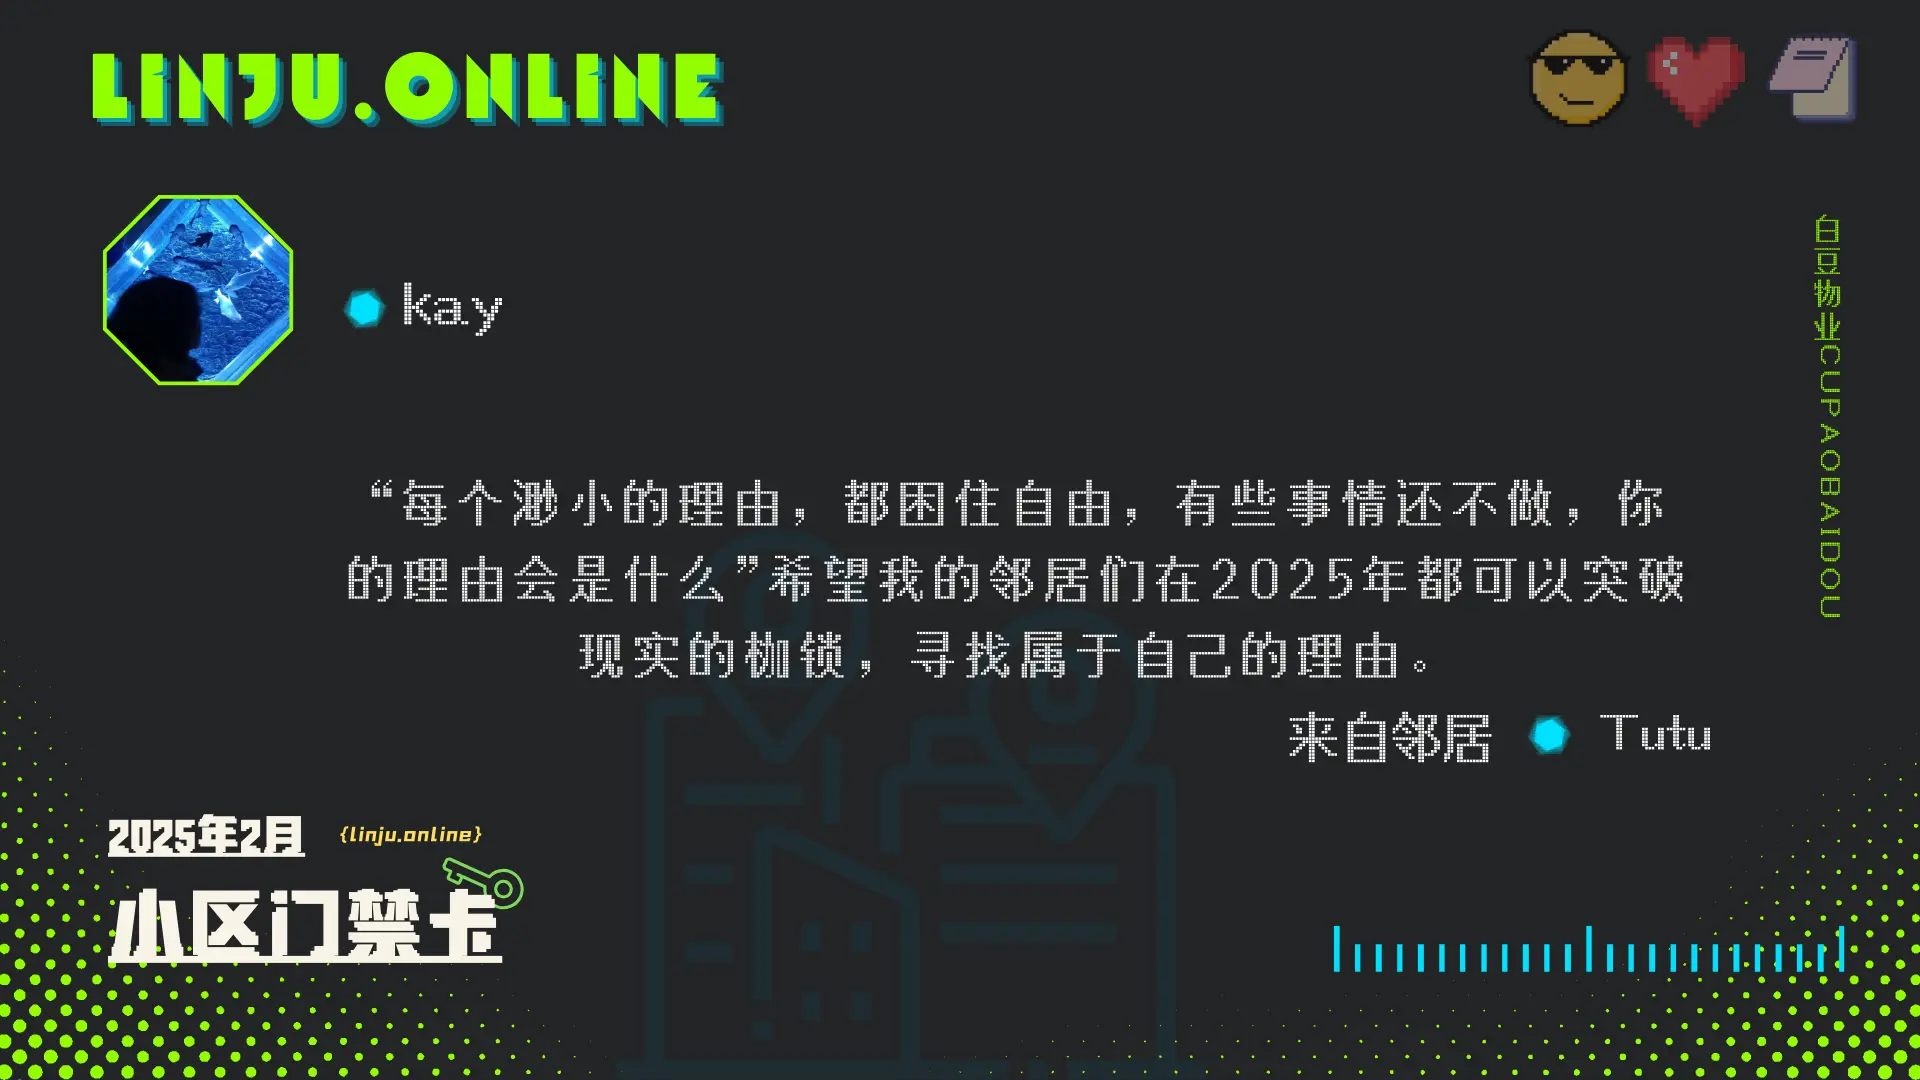 LINJU.ONLINE
kay
“每个渺小的理由，都困住自由，有些事情还不做，你
的理由会是什么”希望我的邻居们在2025年都可以突破
现实的枷锁，寻找属于自己的理由。
来自邻居 Tutu
2025年2月 {linju.online}
小区门禁卡
白豆物业CUPAOBAIDOU